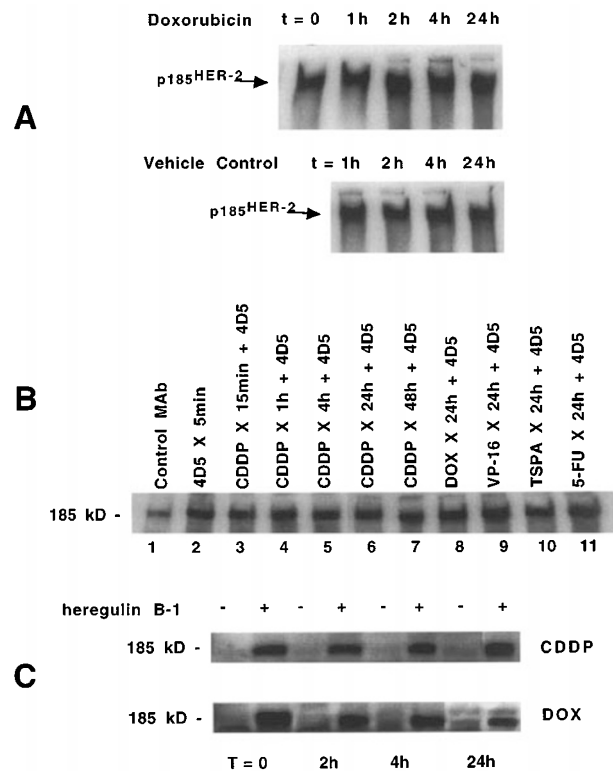 Doxorubicin t = 0 1h 2h 4h 24h
p185HER-2
A
Vehicle Control t = 1h 2h 4h 24h
p185HER-2
B
Control MAb
4D5 X 5min
CDDP X 15min + 4D5
CDDP X 1h + 4D5
CDDP X 4h + 4D5
CDDP X 24h + 4D5
CDDP X 48h + 4D5
DOX X 24h + 4D5
VP-16 X 24h + 4D5
TSPA X 24h + 4D5
5-FU X 24h + 4D5
185 kD -
1 2 3 4 5 6 7 8 9 10 11
heregulin B-1 - + - + - + - +
185 kD - CDDP
C
185 kD - DOX
T = 0 2h 4h 24h